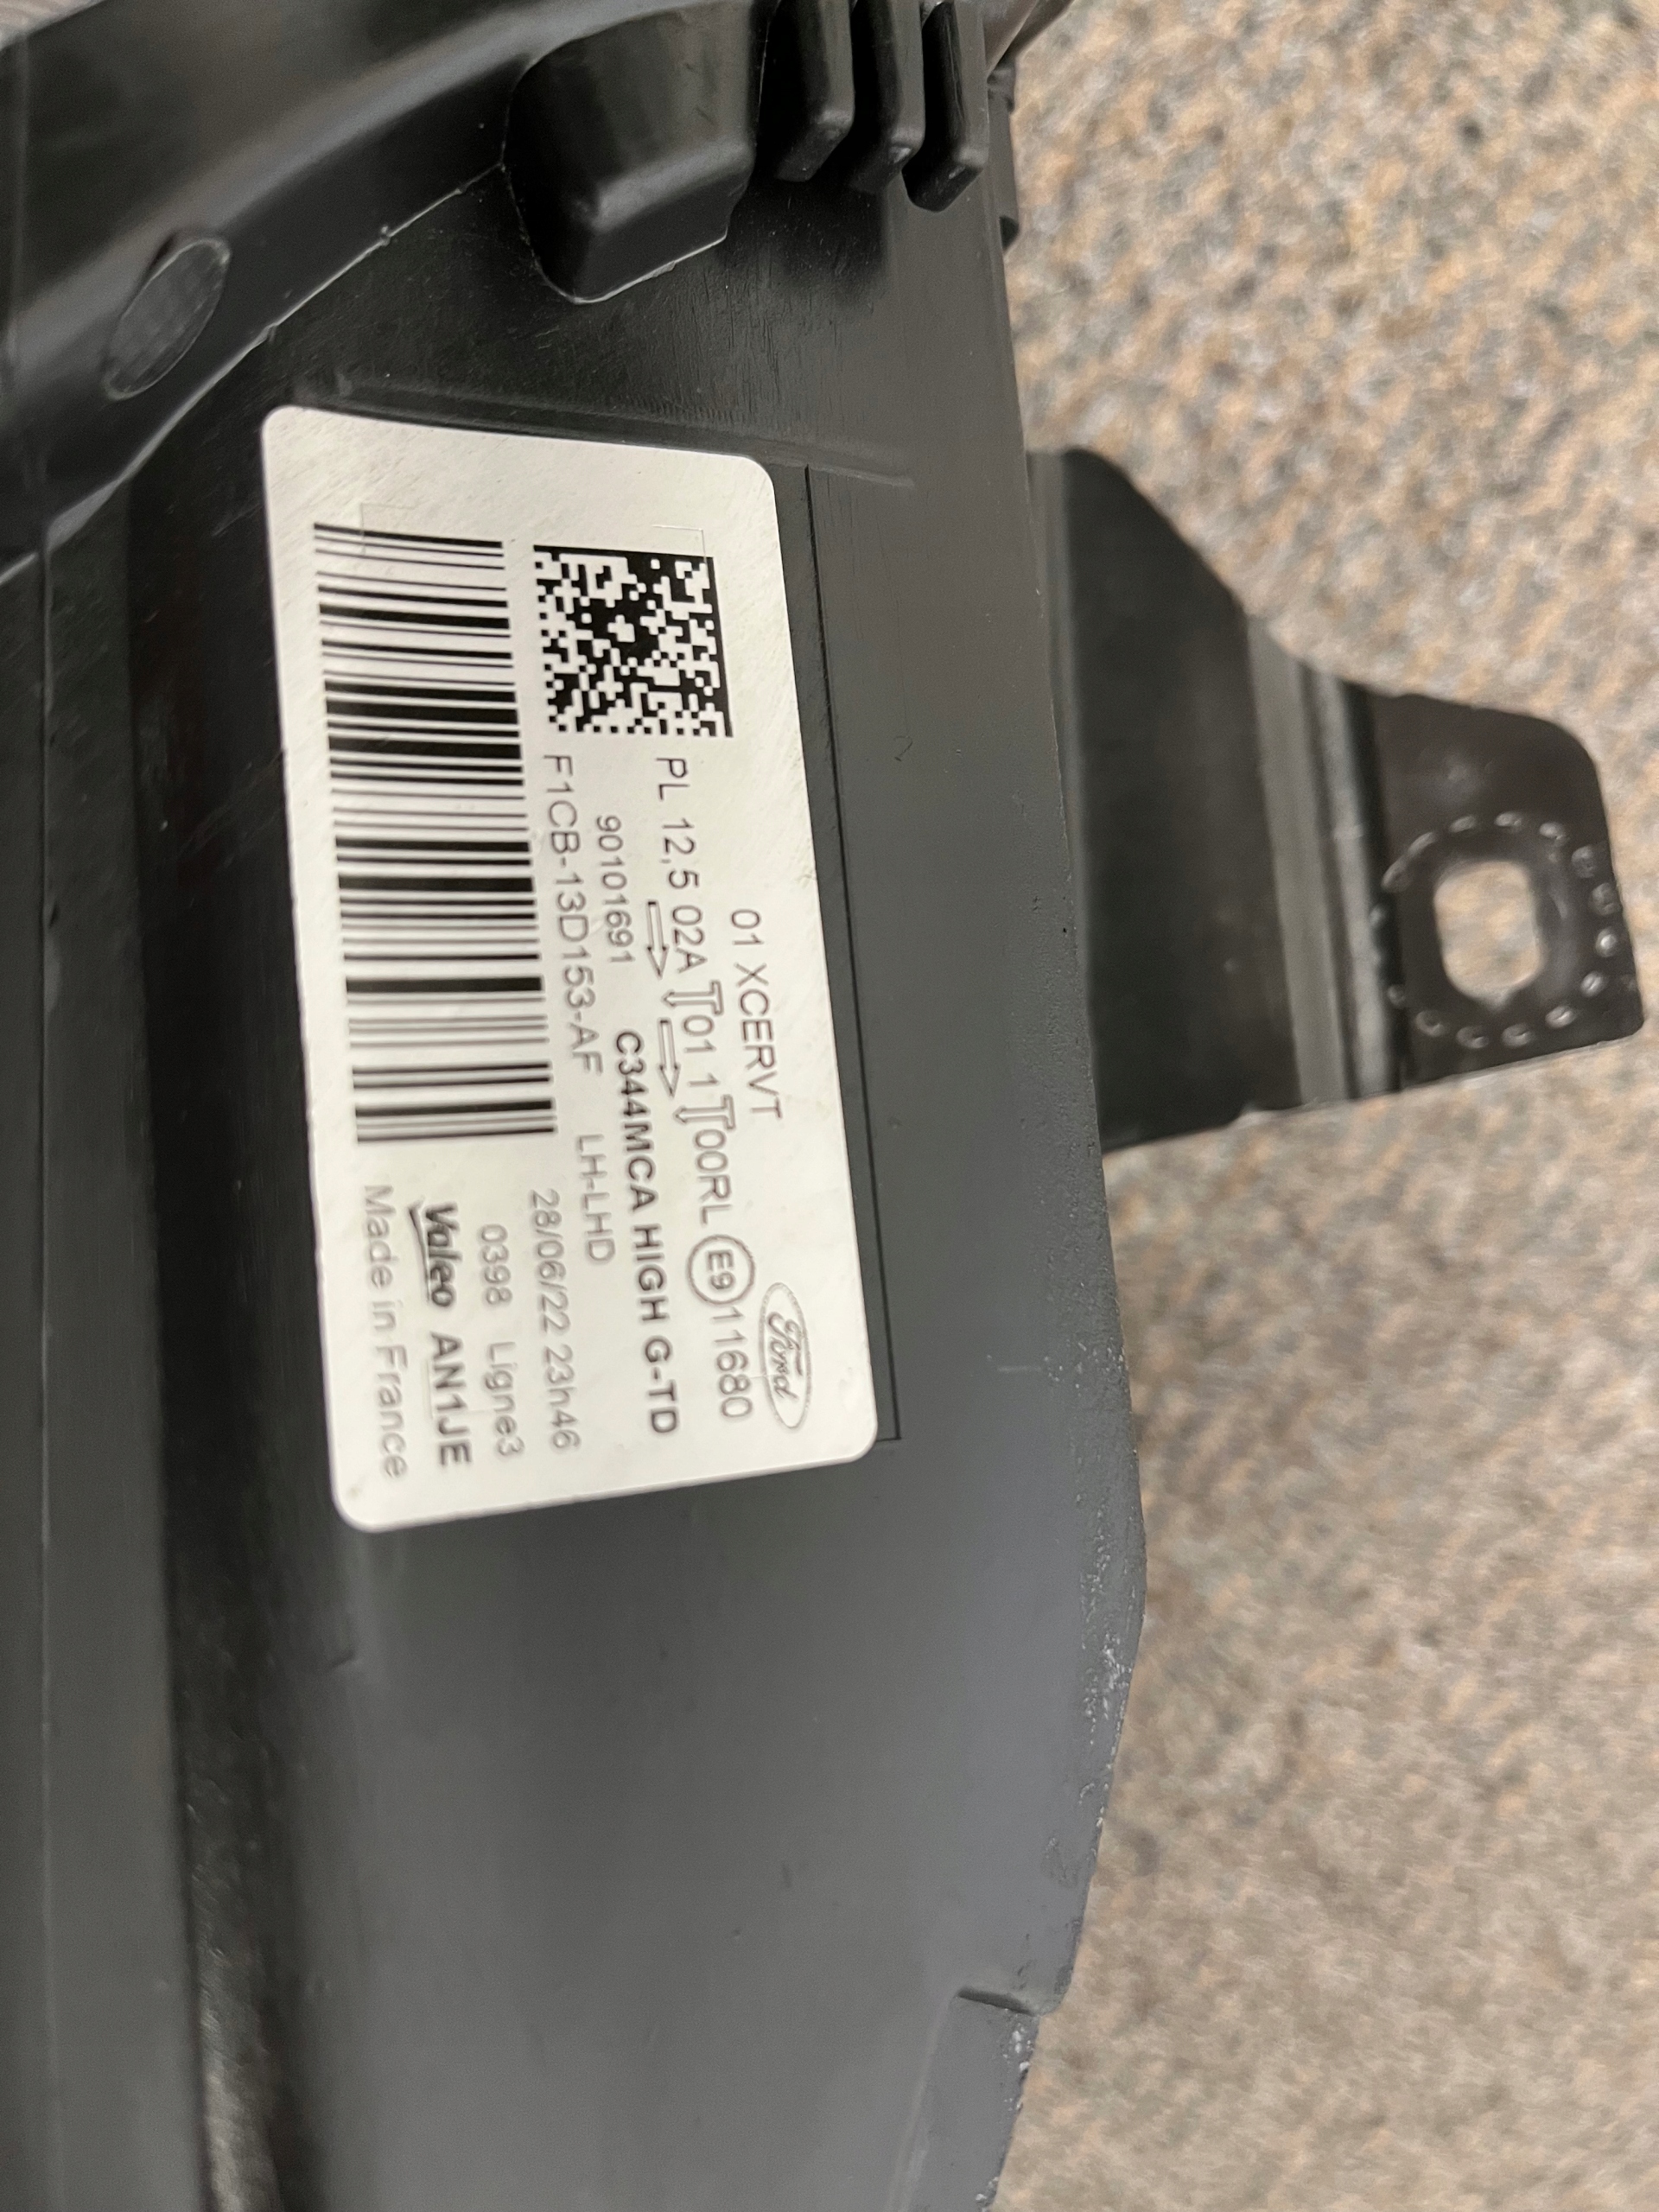 01 XCERVT
Ford
PL 12,5 02A 01 1 00RL E9 11680
90101691 C344MCA HIGH G-TD
F1CB-13D153-AF LH-LHD
28/06/22 23h46
0398 Ligne3
Valeo AN1JE
Made in France